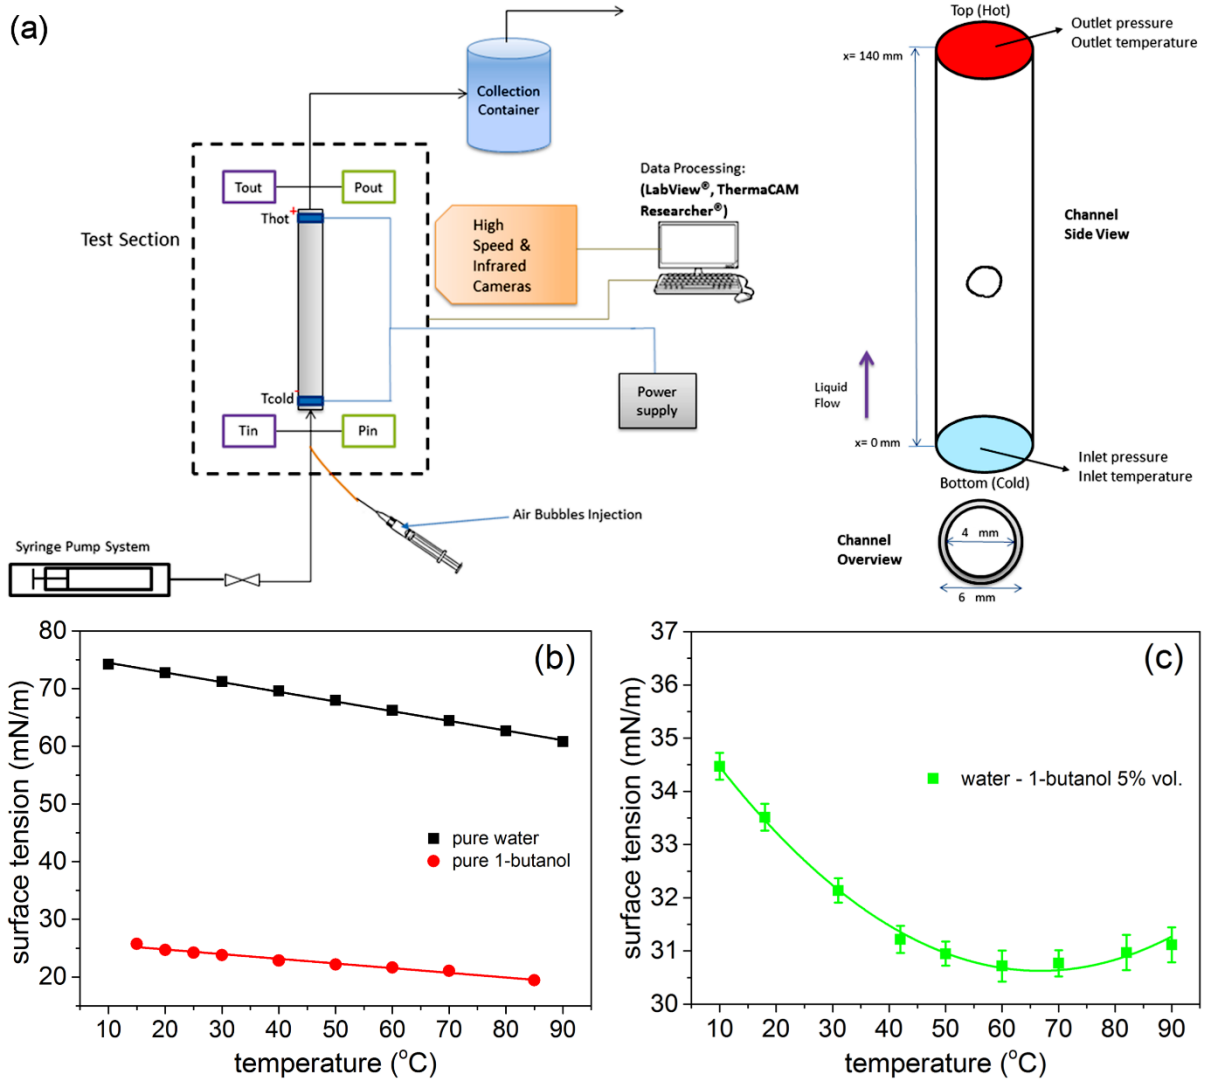 (a)
Collection
Container
Tout
Pout
Thot
+
Test Section
High
Speed &
Infrared
Cameras
Data Processing:
(LabView®, ThermaCAM
Researcher®)
Tcold
-
Tin
Pin
Power
supply
Air Bubbles Injection
Syringe Pump System
Top (Hot)
Outlet pressure
Outlet temperature
x= 140 mm
Channel
Side View
Liquid
Flow
x= 0 mm
Inlet pressure
Inlet temperature
Bottom (Cold)
Channel
Overview
4 mm
6 mm
(b)
surface tension (mN/m)
80
70
60
50
40
30
20
pure water
pure 1-butanol
10 20 30 40 50 60 70 80 90
temperature (°C)
(c)
surface tension (mN/m)
37
36
35
34
33
32
31
30
water - 1-butanol 5% vol.
10 20 30 40 50 60 70 80 90
temperature (°C)